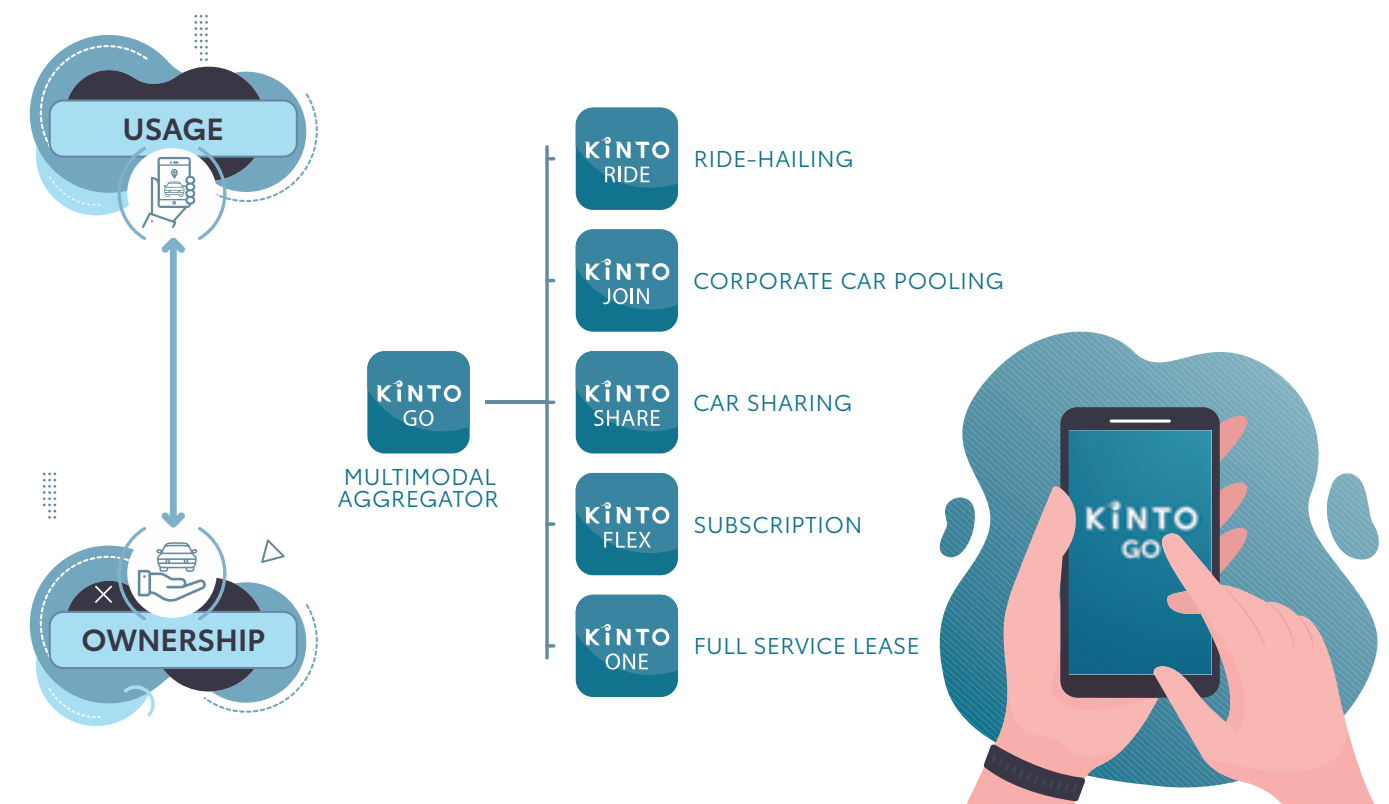 USAGE
KiNTO
RIDE
RIDE-HAILING
KiNTO
JOIN
CORPORATE CAR POOLING
KiNTO
GO
MULTIMODAL
AGGREGATOR
KiNTO
SHARE
CAR SHARING
KiNTO
FLEX
SUBSCRIPTION
OWNERSHIP
KiNTO
ONE
FULL SERVICE LEASE
KiNTO
GO